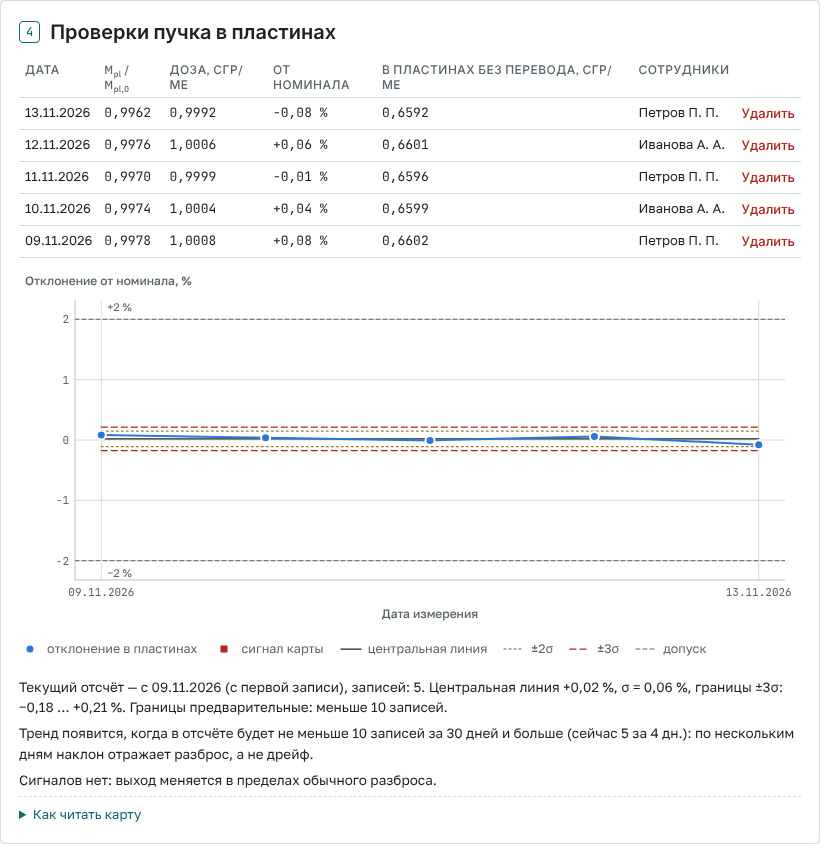 4 Проверки пучка в пластинах
ДАТА M pl / M pl,0 ДОЗА, СГР/МЕ ОТ НОМИНАЛА В ПЛАСТИНАХ БЕЗ ПЕРЕВОДА, СГР/МЕ СОТРУДНИКИ
13.11.2026 0,9962 0,9992 -0,08 % 0,6592 Петров П. П. Удалить
12.11.2026 0,9976 1,0006 +0,06 % 0,6601 Иванова А. А. Удалить
11.11.2026 0,9970 0,9999 -0,01 % 0,6596 Петров П. П. Удалить
10.11.2026 0,9974 1,0004 +0,04 % 0,6599 Иванова А. А. Удалить
09.11.2026 0,9978 1,0008 +0,08 % 0,6602 Петров П. П. Удалить
Отклонение от номинала, %
+2 %
2
1
0
-1
-2
−2 %
09.11.2026 13.11.2026
Дата измерения
отклонение в пластинах сигнал карты центральная линия ±2σ ±3σ допуск
Текущий отсчёт — с 09.11.2026 (с первой записи), записей: 5. Центральная линия +0,02 %, σ = 0,06 %, границы ±3σ:
−0,18 … +0,21 %. Границы предварительные: меньше 10 записей.
Тренд появится, когда в отсчёте будет не меньше 10 записей за 30 дней и больше (сейчас 5 за 4 дн.): по нескольким
дням наклон отражает разброс, а не дрейф.
Сигналов нет: выход меняется в пределах обычного разброса.
Как читать карту